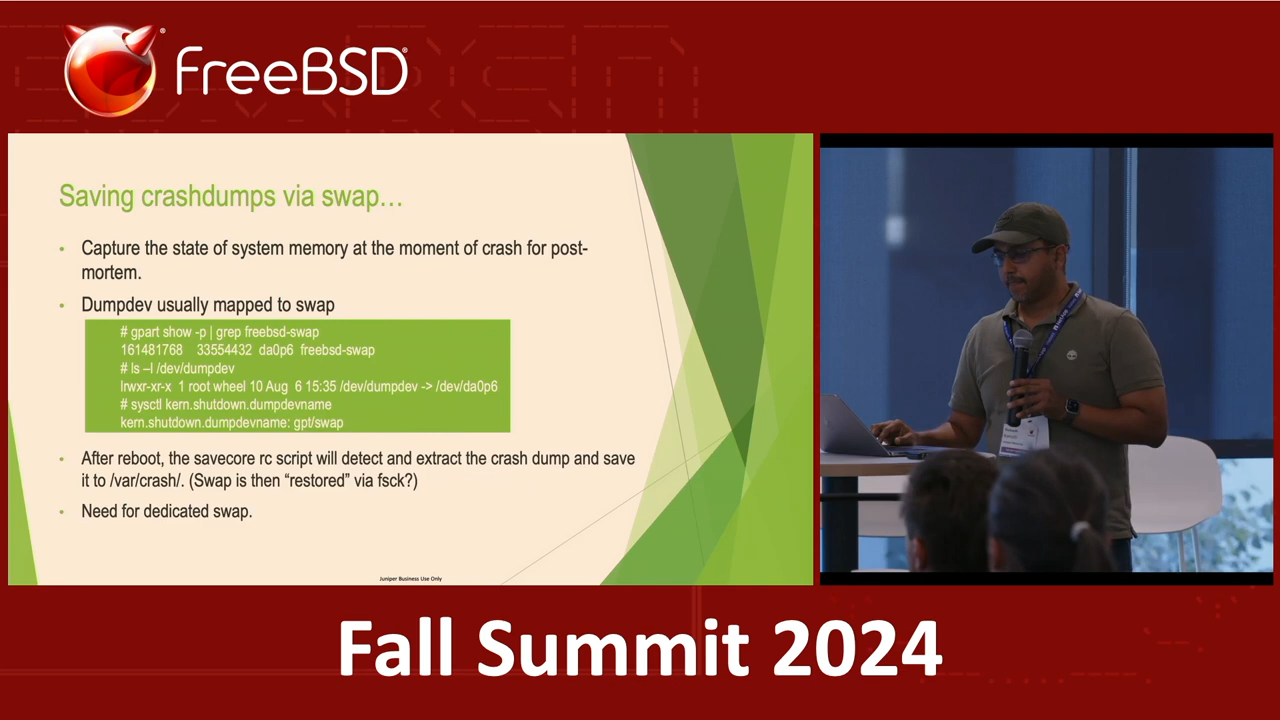 FreeBSD
Saving crashdumps via swap…
• Capture the state of system memory at the moment of crash for post-
mortem.
• Dumpdev usually mapped to swap
# gpart show -p | grep freebsd-swap
161481768 33554432 da0p6 freebsd-swap
# ls –l /dev/dumpdev
lrwxr-xr-x 1 root wheel 10 Aug 6 15:35 /dev/dumpdev -> /dev/da0p6
# sysctl kern.shutdown.dumpdevname
kern.shutdown.dumpdevname: gpt/swap
• After reboot, the savecore rc script will detect and extract the crash dump and save
it to /var/crash/. (Swap is then “restored” via fsck?)
• Need for dedicated swap.
Juniper Business Use Only
Fall Summit 2024